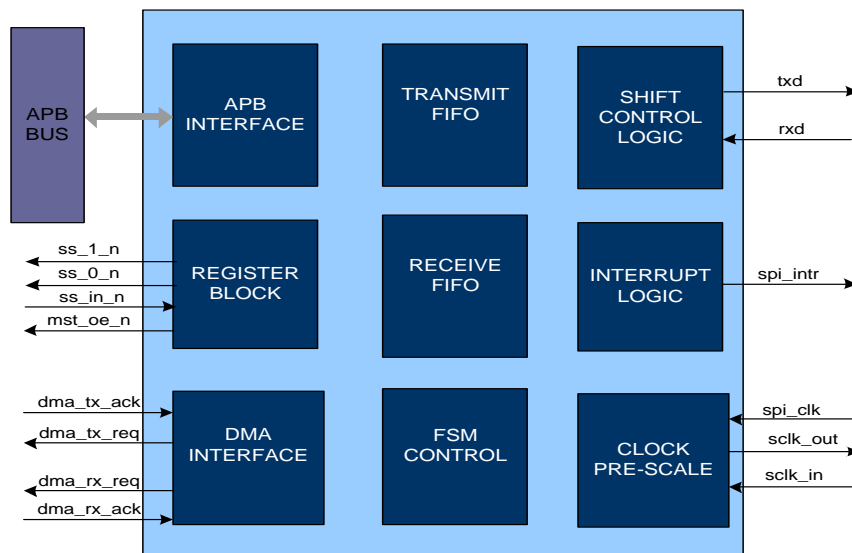 APB
BUS
APB
INTERFACE
TRANSMIT
FIFO
SHIFT
CONTROL
LOGIC
txd
rxd
ss_1_n
ss_0_n
ss_in_n
mst_oe_n
REGISTER
BLOCK
RECEIVE
FIFO
INTERRUPT
LOGIC
spi_intr
dma_tx_ack
dma_tx_req
dma_rx_req
dma_rx_ack
DMA
INTERFACE
FSM
CONTROL
CLOCK
PRE-SCALE
spi_clk
sclk_out
sclk_in